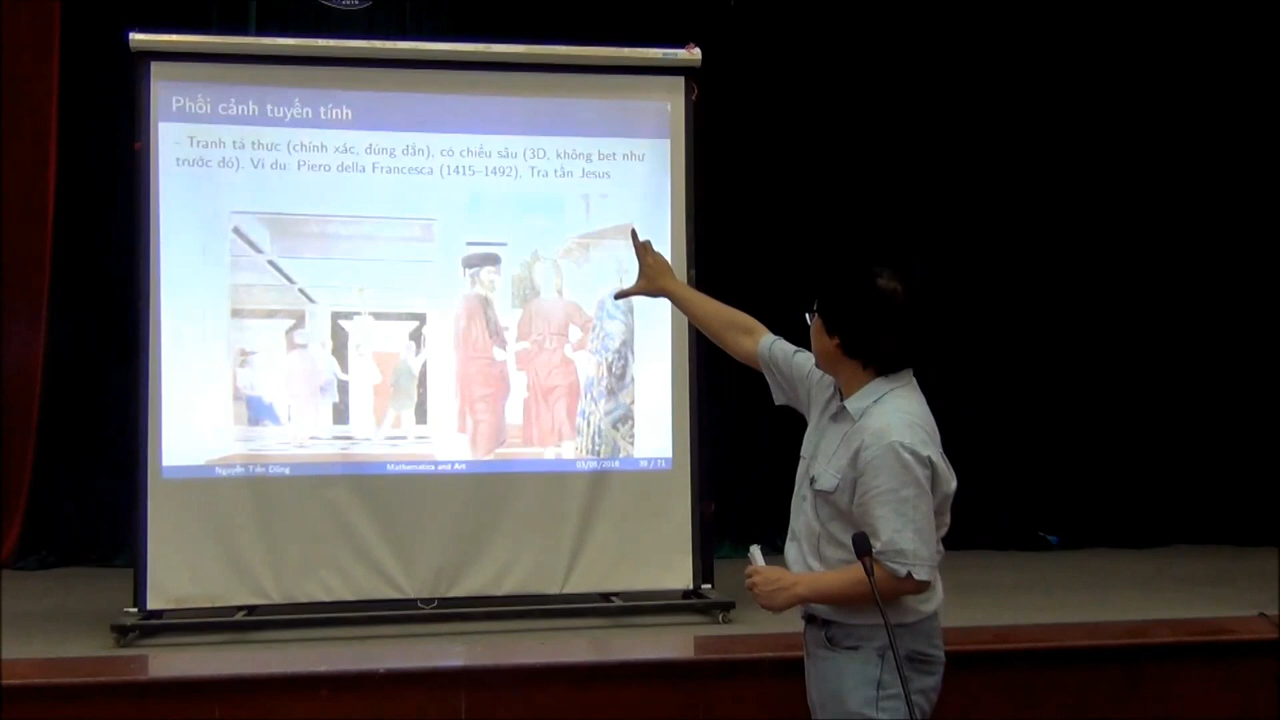 Phối cảnh tuyến tính
– Tranh tả thực (chính xác, đúng đắn), có chiều sâu (3D, không bet như
trước đó). Ví dụ: Piero della Francesca (1415–1492), Tra tấn Jesus
Nguyễn Tiến Dũng Mathematics and Art 03/06/2016 39 / 71